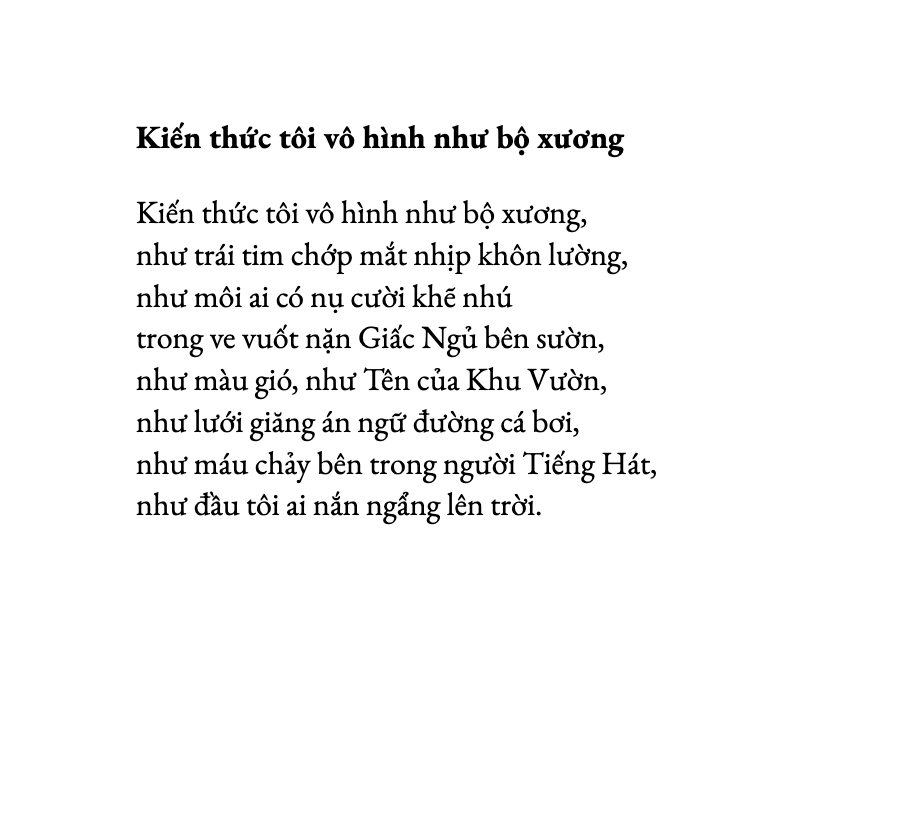 Kiến thức tôi vô hình như bộ xương
Kiến thức tôi vô hình như bộ xương,
như trái tim chớp mắt nhịp khôn lường,
như môi ai có nụ cười khẽ nhú
trong ve vuốt nặn Giấc Ngủ bên sườn,
như màu gió, như Tên của Khu Vườn,
như lưới giăng án ngữ đường cá bơi,
như máu chảy bên trong người Tiếng Hát,
như đầu tôi ai nắn ngẩng lên trời.